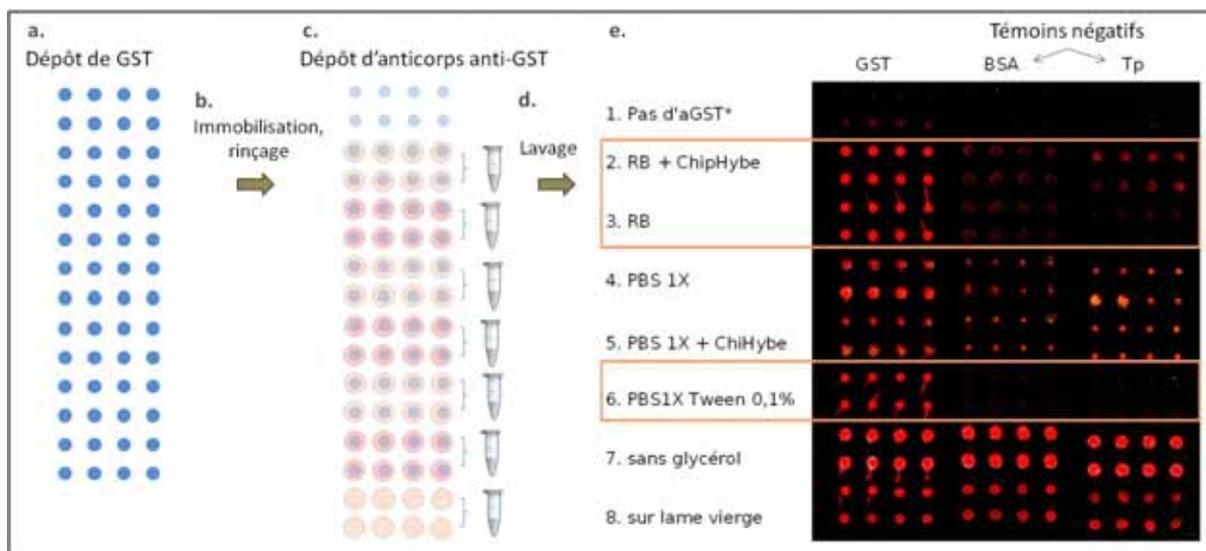 a.
Dépôt de GST
b.
Immobilisation,
rinçage
c.
Dépôt d'anticorps anti-GST
d.
Lavage
e.
Témoins négatifs
GST BSA Tp
1. Pas d'aGST*
2. RB + ChipHybe
3. RB
4. PBS 1X
5. PBS 1X + ChiHybe
6. PBS1X Tween 0,1%
7. sans glycérol
8. sur lame vierge